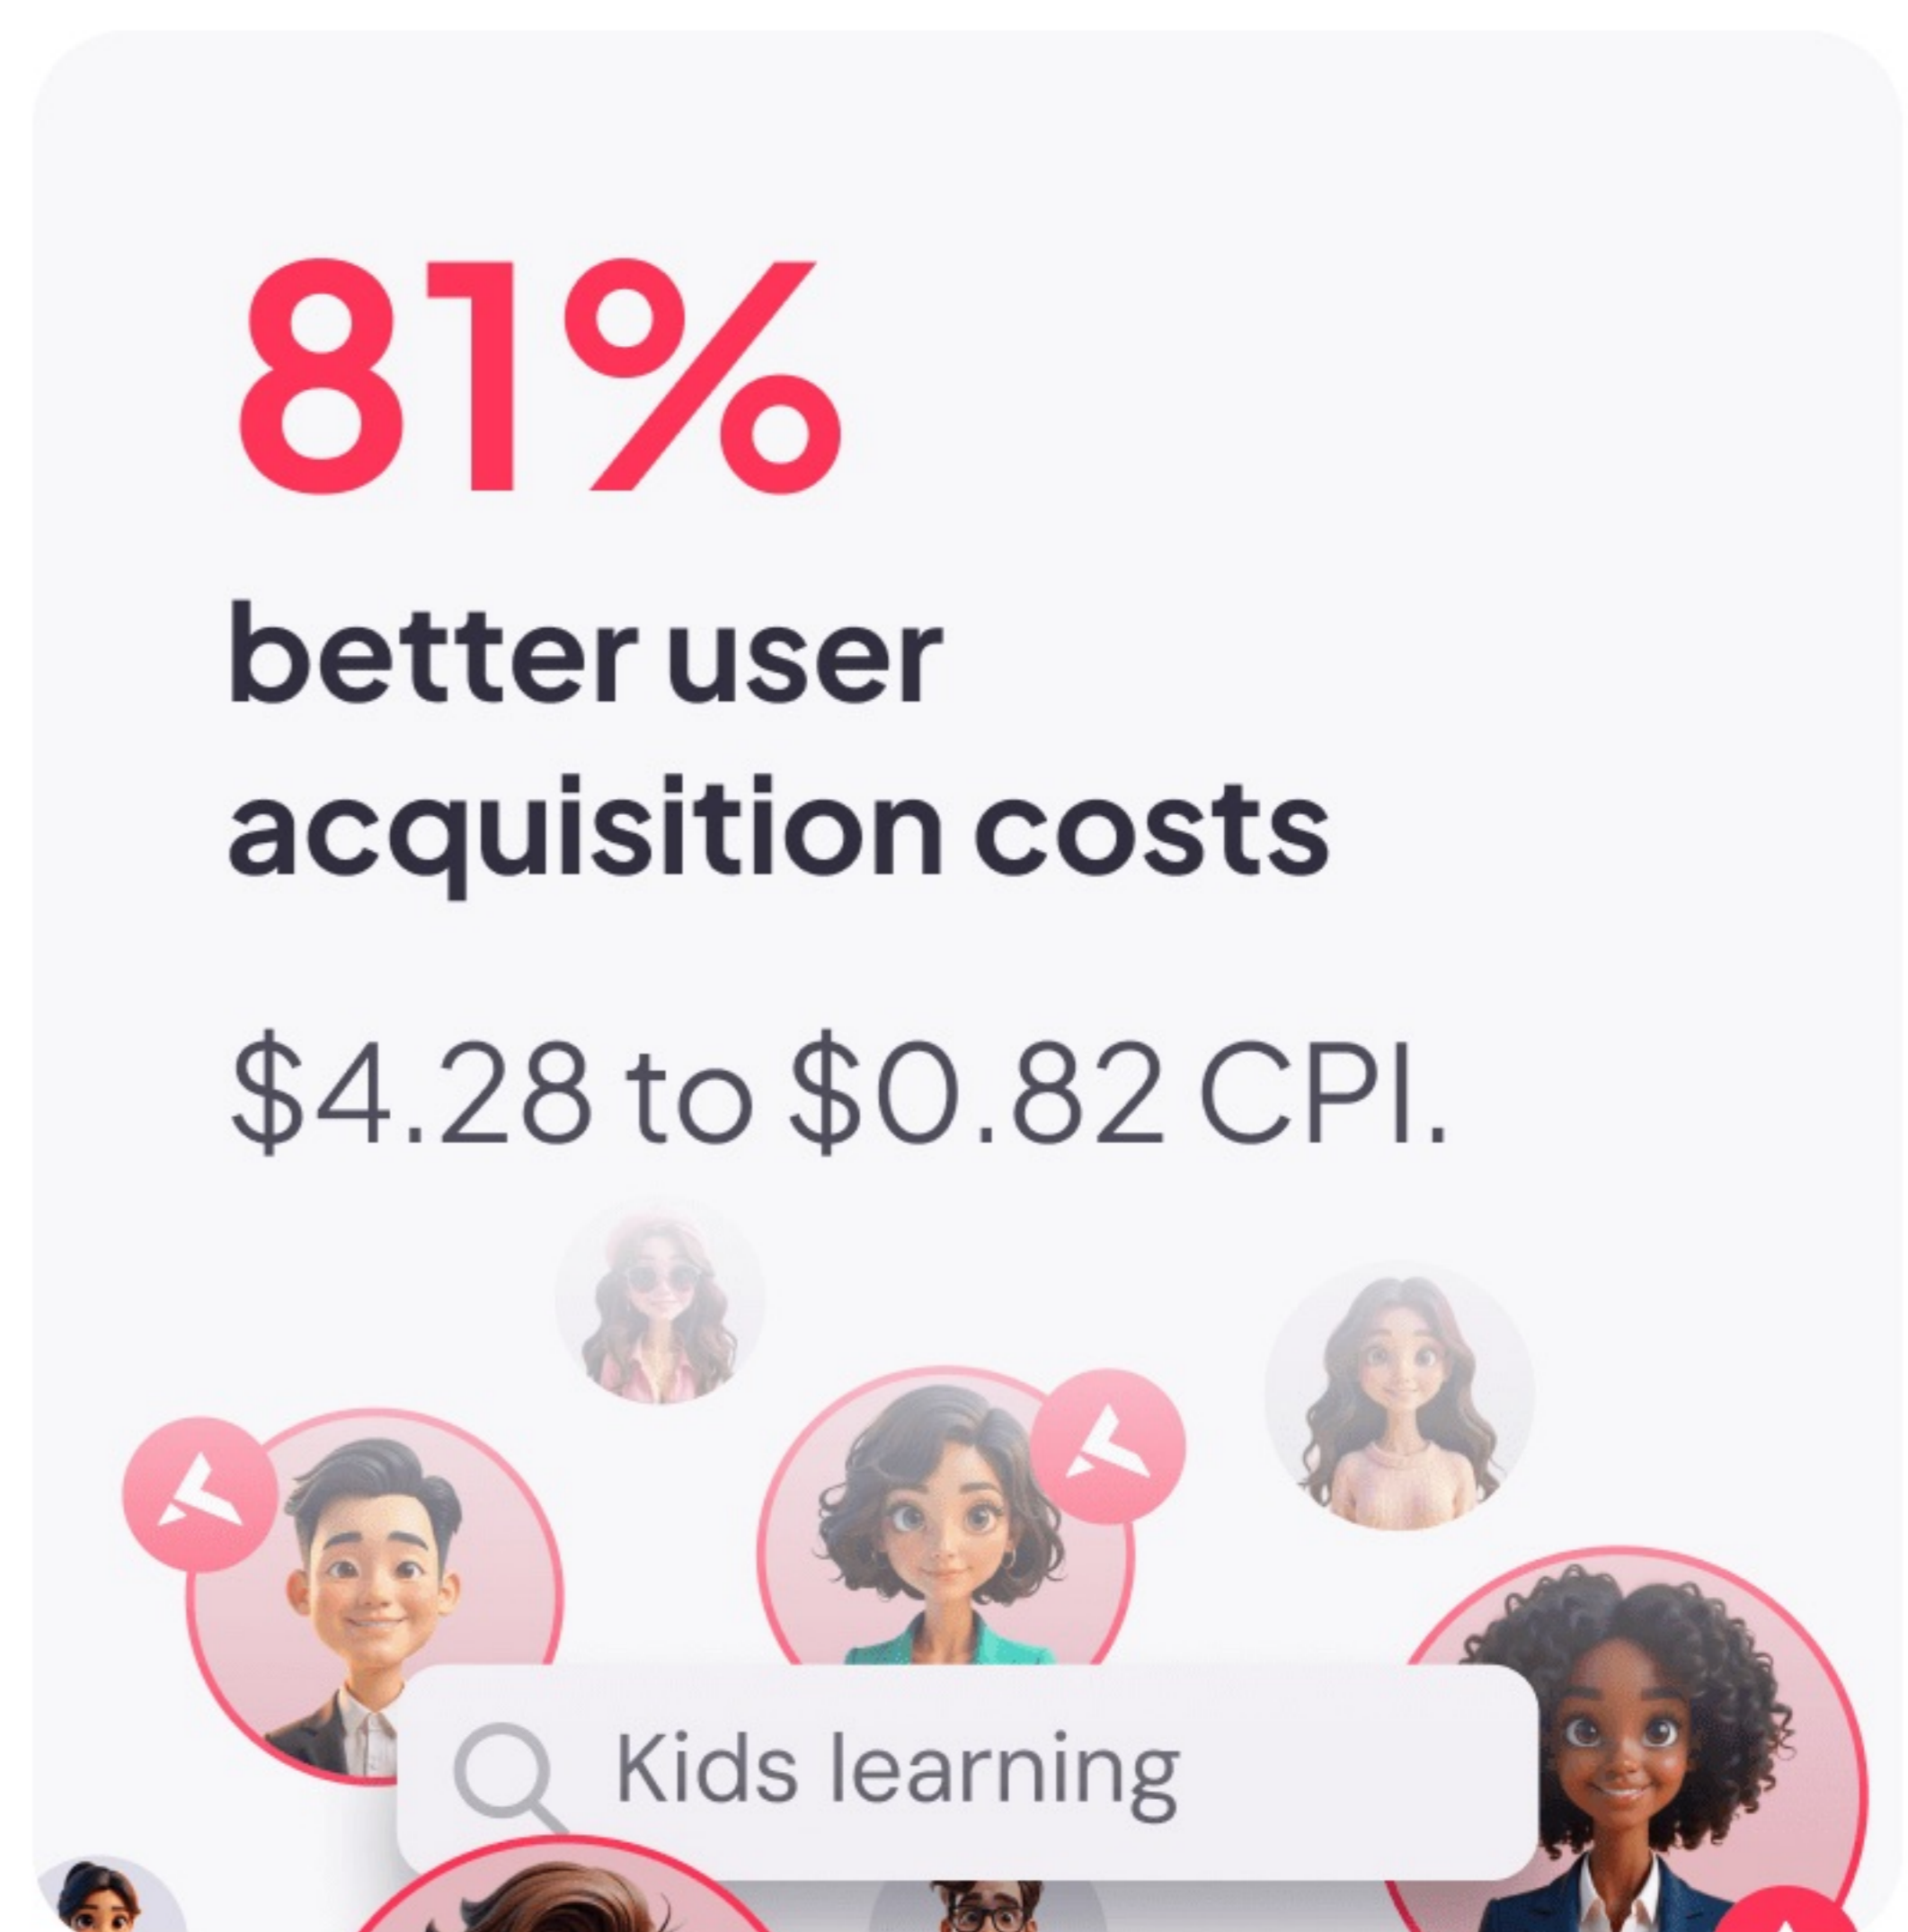 81%
better user
acquisition costs
$4.28 to $0.82 CPI.
Kids learning